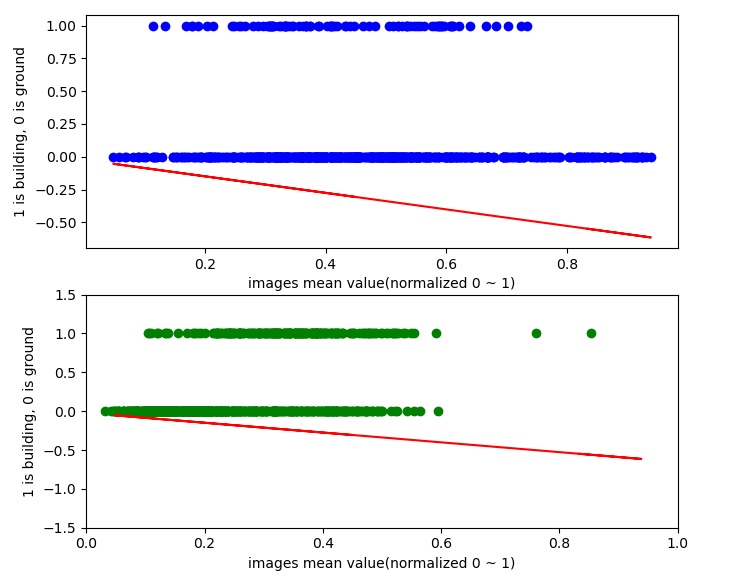 1.00
0.75
0.50
0.25
0.00
−0.25
−0.50
1 is building, 0 is ground
0.2 0.4 0.6 0.8
images mean value(normalized 0 ~ 1)
1.5
1.0
0.5
0.0
−0.5
−1.0
−1.5
1 is building, 0 is ground
0.0 0.2 0.4 0.6 0.8 1.0
images mean value(normalized 0 ~ 1)